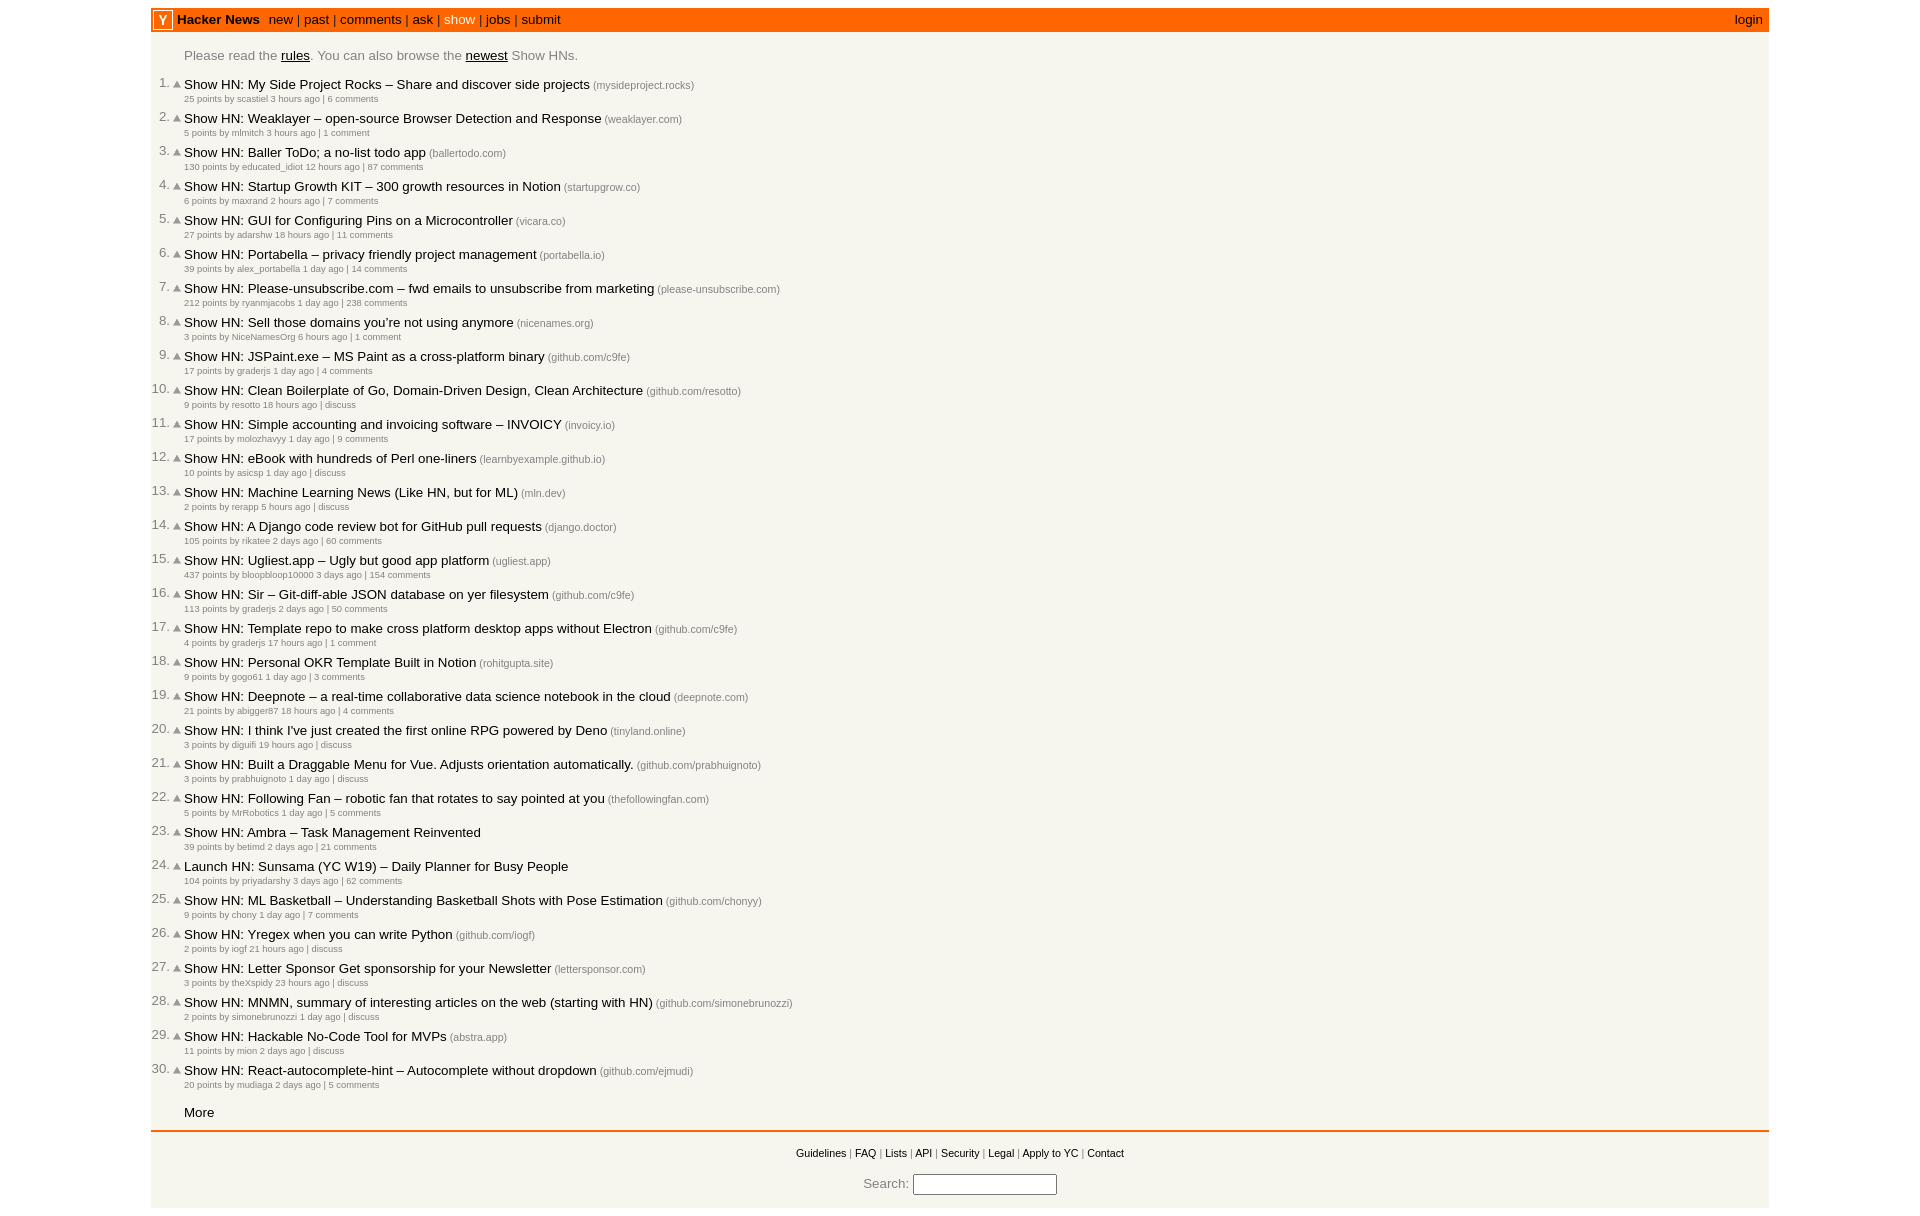 Y Hacker News new | past | comments | ask | show | jobs | submit login
Please read the rules. You can also browse the newest Show HNs.
1. Show HN: My Side Project Rocks – Share and discover side projects (mysideproject.rocks)
25 points by scastiel 3 hours ago | 6 comments
2. Show HN: Weaklayer – open-source Browser Detection and Response (weaklayer.com)
5 points by mlmitch 3 hours ago | 1 comment
3. Show HN: Baller ToDo; a no-list todo app (ballertodo.com)
130 points by educated_idiot 12 hours ago | 87 comments
4. Show HN: Startup Growth KIT – 300 growth resources in Notion (startupgrow.co)
6 points by maxrand 2 hours ago | 7 comments
5. Show HN: GUI for Configuring Pins on a Microcontroller (vicara.co)
27 points by adarshw 18 hours ago | 11 comments
6. Show HN: Portabella – privacy friendly project management (portabella.io)
39 points by alex_portabella 1 day ago | 14 comments
7. Show HN: Please-unsubscribe.com – fwd emails to unsubscribe from marketing (please-unsubscribe.com)
212 points by ryanmjacobs 1 day ago | 238 comments
8. Show HN: Sell those domains you’re not using anymore (nicenames.org)
3 points by NiceNamesOrg 6 hours ago | 1 comment
9. Show HN: JSPaint.exe – MS Paint as a cross-platform binary (github.com/c9fe)
17 points by graderjs 1 day ago | 4 comments
10. Show HN: Clean Boilerplate of Go, Domain-Driven Design, Clean Architecture (github.com/resotto)
9 points by resotto 18 hours ago | discuss
11. Show HN: Simple accounting and invoicing software – INVOICY (invoicy.io)
17 points by molozhavyy 1 day ago | 9 comments
12. Show HN: eBook with hundreds of Perl one-liners (learnbyexample.github.io)
10 points by asicsp 1 day ago | discuss
13. Show HN: Machine Learning News (Like HN, but for ML) (mln.dev)
2 points by rerapp 5 hours ago | discuss
14. Show HN: A Django code review bot for GitHub pull requests (django.doctor)
105 points by rikatee 2 days ago | 60 comments
15. Show HN: Ugliest.app – Ugly but good app platform (ugliest.app)
437 points by bloopbloop10000 3 days ago | 154 comments
16. Show HN: Sir – Git-diff-able JSON database on yer filesystem (github.com/c9fe)
113 points by graderjs 2 days ago | 50 comments
17. Show HN: Template repo to make cross platform desktop apps without Electron (github.com/c9fe)
4 points by graderjs 17 hours ago | 1 comment
18. Show HN: Personal OKR Template Built in Notion (rohitgupta.site)
9 points by gogo61 1 day ago | 3 comments
19. Show HN: Deepnote – a real-time collaborative data science notebook in the cloud (deepnote.com)
21 points by abigger87 18 hours ago | 4 comments
20. Show HN: I think I've just created the first online RPG powered by Deno (tinyland.online)
3 points by diguifi 19 hours ago | discuss
21. Show HN: Built a Draggable Menu for Vue. Adjusts orientation automatically. (github.com/prabhuignoto)
3 points by prabhuignoto 1 day ago | discuss
22. Show HN: Following Fan – robotic fan that rotates to say pointed at you (thefollowingfan.com)
5 points by MrRobotics 1 day ago | 5 comments
23. Show HN: Ambra – Task Management Reinvented
39 points by betimd 2 days ago | 21 comments
24. Launch HN: Sunsama (YC W19) – Daily Planner for Busy People
104 points by priyadarshy 3 days ago | 62 comments
25. Show HN: ML Basketball – Understanding Basketball Shots with Pose Estimation (github.com/chonyy)
9 points by chony 1 day ago | 7 comments
26. Show HN: Yregex when you can write Python (github.com/iogf)
2 points by iogf 21 hours ago | discuss
27. Show HN: Letter Sponsor Get sponsorship for your Newsletter (lettersponsor.com)
3 points by theXspidy 23 hours ago | discuss
28. Show HN: MNMN, summary of interesting articles on the web (starting with HN) (github.com/simonebrunozzi)
2 points by simonebrunozzi 1 day ago | discuss
29. Show HN: Hackable No-Code Tool for MVPs (abstra.app)
11 points by mion 2 days ago | discuss
30. Show HN: React-autocomplete-hint – Autocomplete without dropdown (github.com/ejmudi)
20 points by mudiaga 2 days ago | 5 comments
More
Guidelines | FAQ | Lists | API | Security | Legal | Apply to YC | Contact
Search: